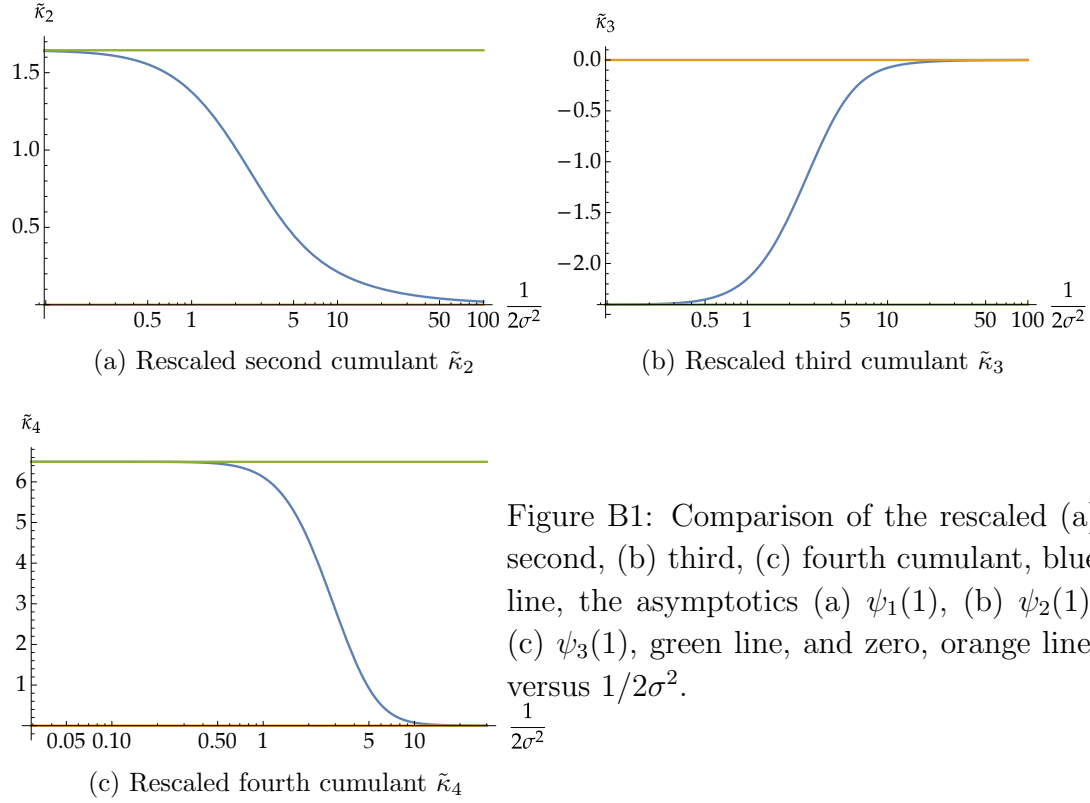 κ̃₂
1.5
1.0
0.5
0.5 1 5 10 50 100
1/2σ²
(a) Rescaled second cumulant κ̃₂
κ̃₃
0.0
−0.5
−1.0
−1.5
−2.0
0.5 1 5 10 50 100
1/2σ²
(b) Rescaled third cumulant κ̃₃
κ̃₄
6
5
4
3
2
1
0.05 0.10 0.50 1 5 10
1/2σ²
(c) Rescaled fourth cumulant κ̃₄
Figure B1: Comparison of the rescaled (a)
second, (b) third, (c) fourth cumulant, blue
line, the asymptotics (a) ψ₁(1), (b) ψ₂(1)
(c) ψ₃(1), green line, and zero, orange line
versus 1/2σ².